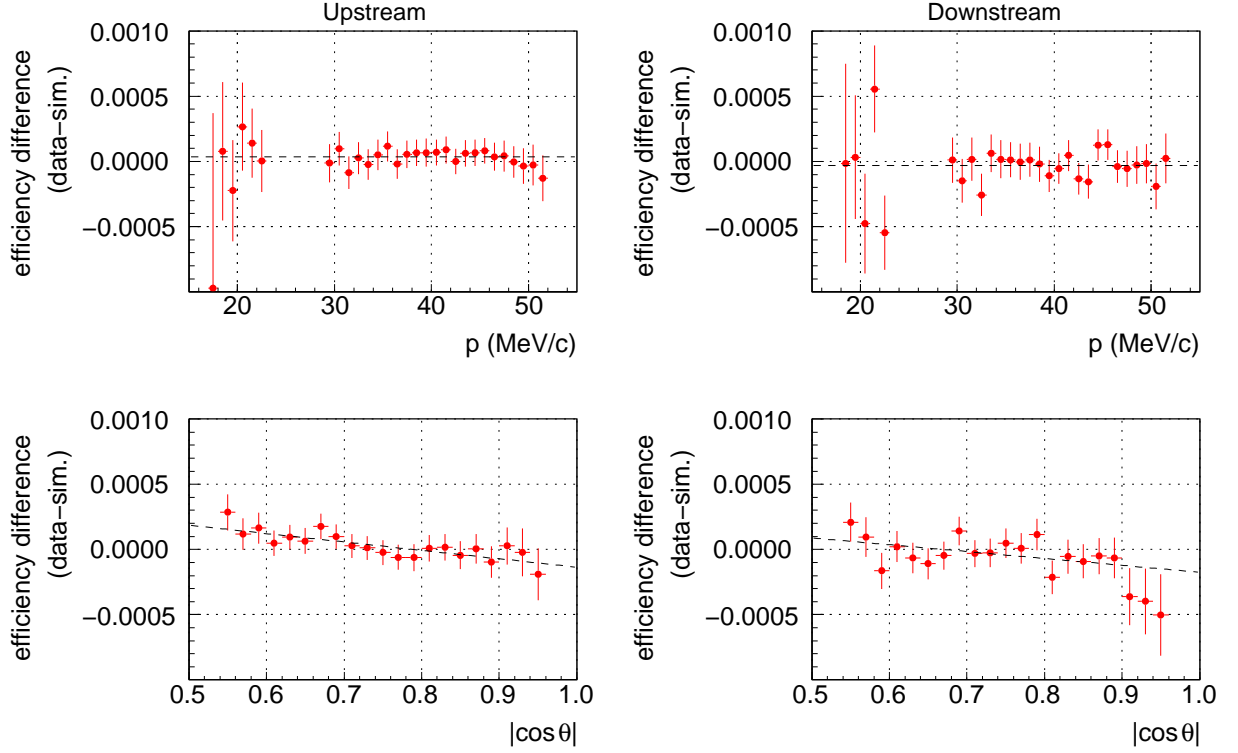 Upstream
Downstream
efficiency difference
(data−sim.)
0.0010
0.0005
0.0000
−0.0005
20 30 40 50
p (MeV/c)
efficiency difference
(data−sim.)
0.0010
0.0005
0.0000
−0.0005
20 30 40 50
p (MeV/c)
efficiency difference
(data−sim.)
0.0010
0.0005
0.0000
−0.0005
0.5 0.6 0.7 0.8 0.9 1.0
|cos θ|
efficiency difference
(data−sim.)
0.0010
0.0005
0.0000
−0.0005
0.5 0.6 0.7 0.8 0.9 1.0
|cos θ|